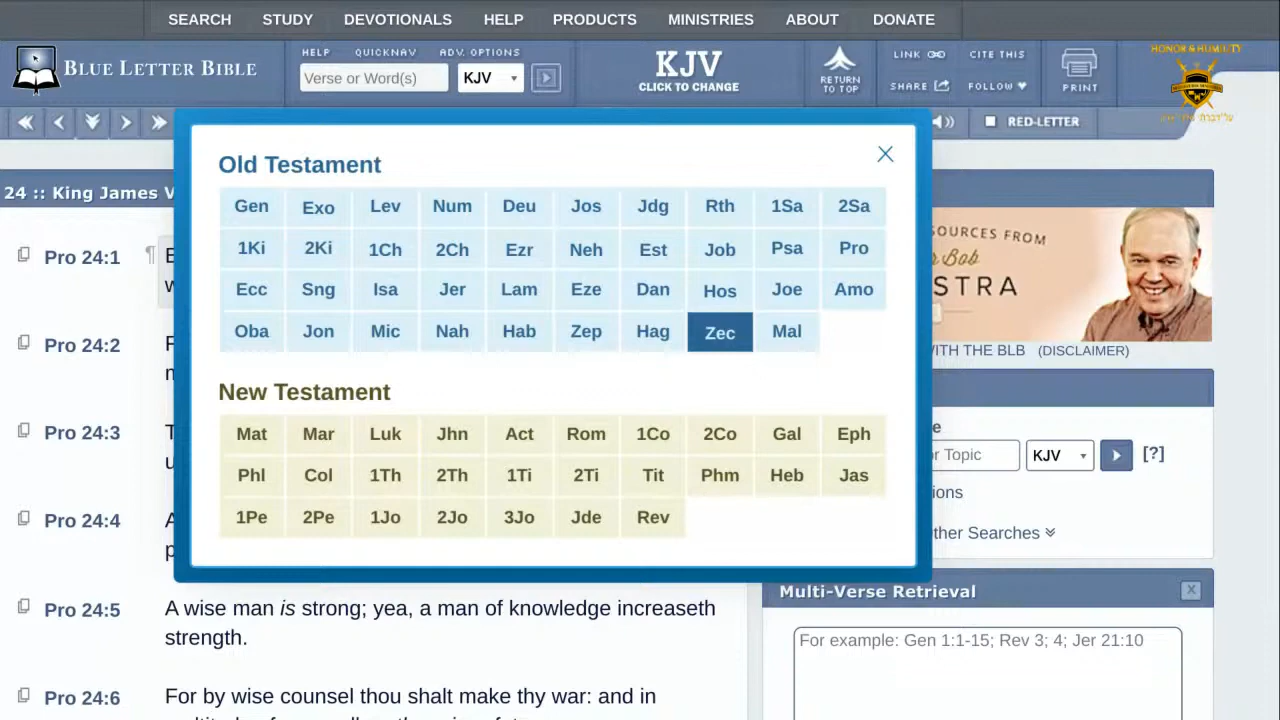 SEARCH STUDY DEVOTIONALS HELP PRODUCTS MINISTRIES ABOUT DONATE
BLUE LETTER BIBLE
HELP QUICKNAV ADV. OPTIONS
Verse or Word(s) KJV
KJV
CLICK TO CHANGE
RETURN
TO TOP
LINK CITE THIS
SHARE FOLLOW
PRINT
HONOR & HUMILITY
RED-LETTER
24 :: King James V
Old Testament
Gen Exo Lev Num Deu Jos Jdg Rth 1Sa 2Sa
1Ki 2Ki 1Ch 2Ch Ezr Neh Est Job Psa Pro
Ecc Sng Isa Jer Lam Eze Dan Hos Joe Amo
Oba Jon Mic Nah Hab Zep Hag Zec Mal
New Testament
Mat Mar Luk Jhn Act Rom 1Co 2Co Gal Eph
Phl Col 1Th 2Th 1Ti 2Ti Tit Phm Heb Jas
1Pe 2Pe 1Jo 2Jo 3Jo Jde Rev
Pro 24:1 ¶
Pro 24:2
Pro 24:3
Pro 24:4
Pro 24:5 A wise man is strong; yea, a man of knowledge increaseth
strength.
Pro 24:6 For by wise counsel thou shalt make thy war: and in
SOURCES FROM
Bob
STRA
WITH THE BLB (DISCLAIMER)
or Topic KJV [?]
ions
ther Searches
Multi-Verse Retrieval X
For example: Gen 1:1-15; Rev 3; 4; Jer 21:10